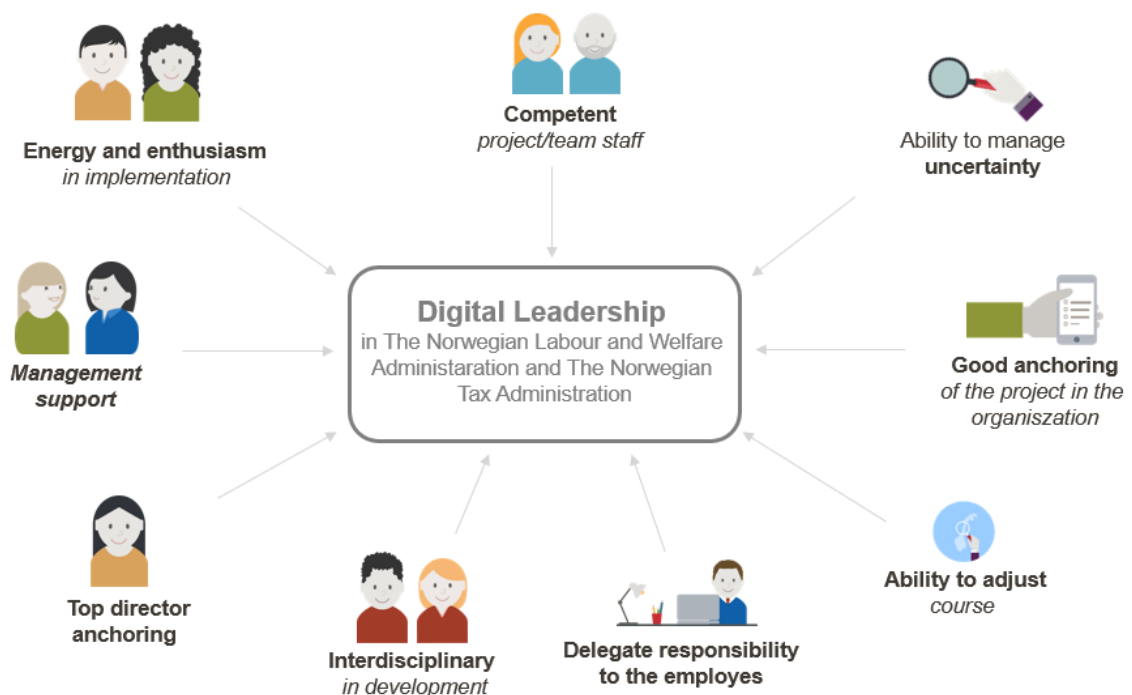 Energy and enthusiasm
in implementation
Competent
project/team staff
Ability to manage
uncertainty
Management
support
Digital Leadership
in The Norwegian Labour and Welfare
Administaration and The Norwegian
Tax Administration
Good anchoring
of the project in the
organiszation
Top director
anchoring
Interdisciplinary
in development
Delegate responsibility
to the employes
Ability to adjust
course